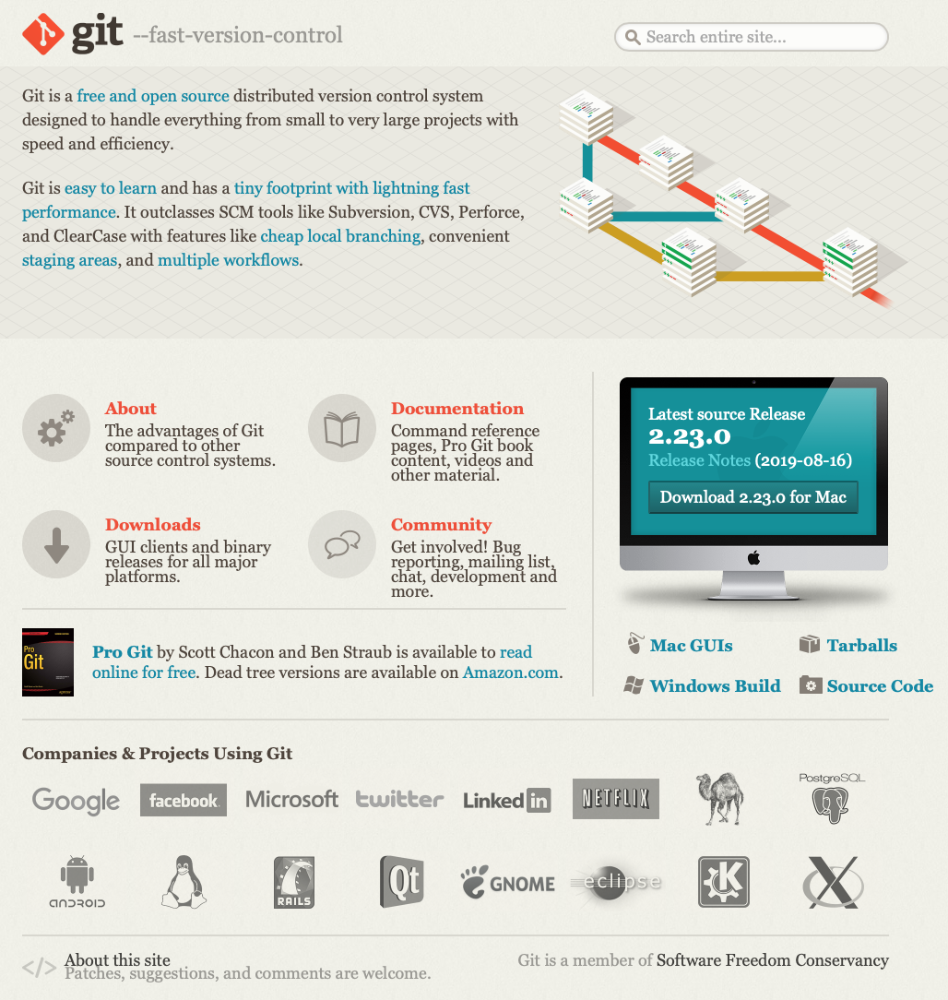 git --fast-version-control
Search entire site...
Git is a free and open source distributed version control system
designed to handle everything from small to very large projects with
speed and efficiency.
Git is easy to learn and has a tiny footprint with lightning fast
performance. It outclasses SCM tools like Subversion, CVS, Perforce,
and ClearCase with features like cheap local branching, convenient
staging areas, and multiple workflows.
About
The advantages of Git
compared to other
source control systems.
Documentation
Command reference
pages, Pro Git book
content, videos and
other material.
Downloads
GUI clients and binary
releases for all major
platforms.
Community
Get involved! Bug
reporting, mailing list,
chat, development and
more.
Latest source Release
2.23.0
Release Notes (2019-08-16)
Download 2.23.0 for Mac
Mac GUIs
Tarballs
Windows Build
Source Code
Pro
Git
Pro Git by Scott Chacon and Ben Straub is available to read
online for free. Dead tree versions are available on Amazon.com.
Companies & Projects Using Git
Google facebook Microsoft twitter Linked in NETFLIX PostgreSQL
ANDROID RAILS Qt GNOME eclipse K X
</> About this site
Patches, suggestions, and comments are welcome.
Git is a member of Software Freedom Conservancy